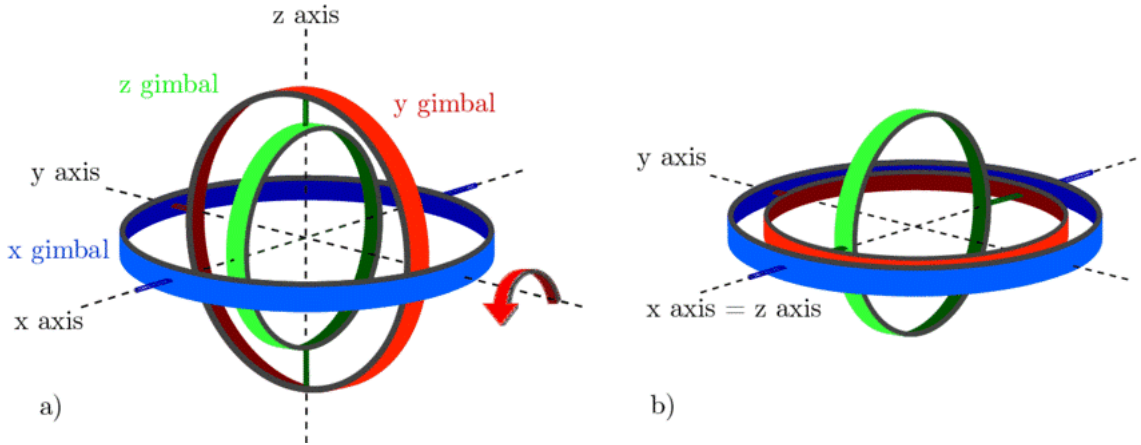 z axis
z gimbal
y gimbal
y axis
x gimbal
x axis
a)
y axis
x axis = z axis
b)